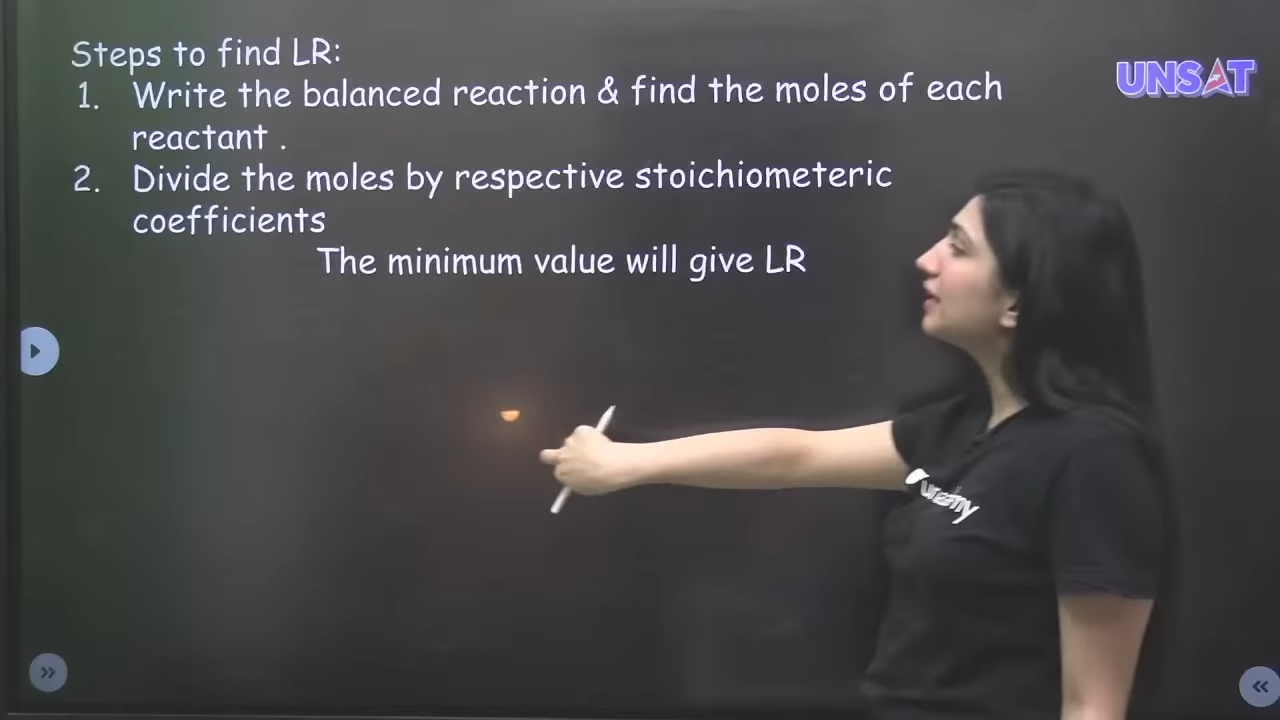 Steps to find LR:
1. Write the balanced reaction & find the moles of each
reactant .
2. Divide the moles by respective stoichiometeric
coefficients
The minimum value will give LR
UNSAT